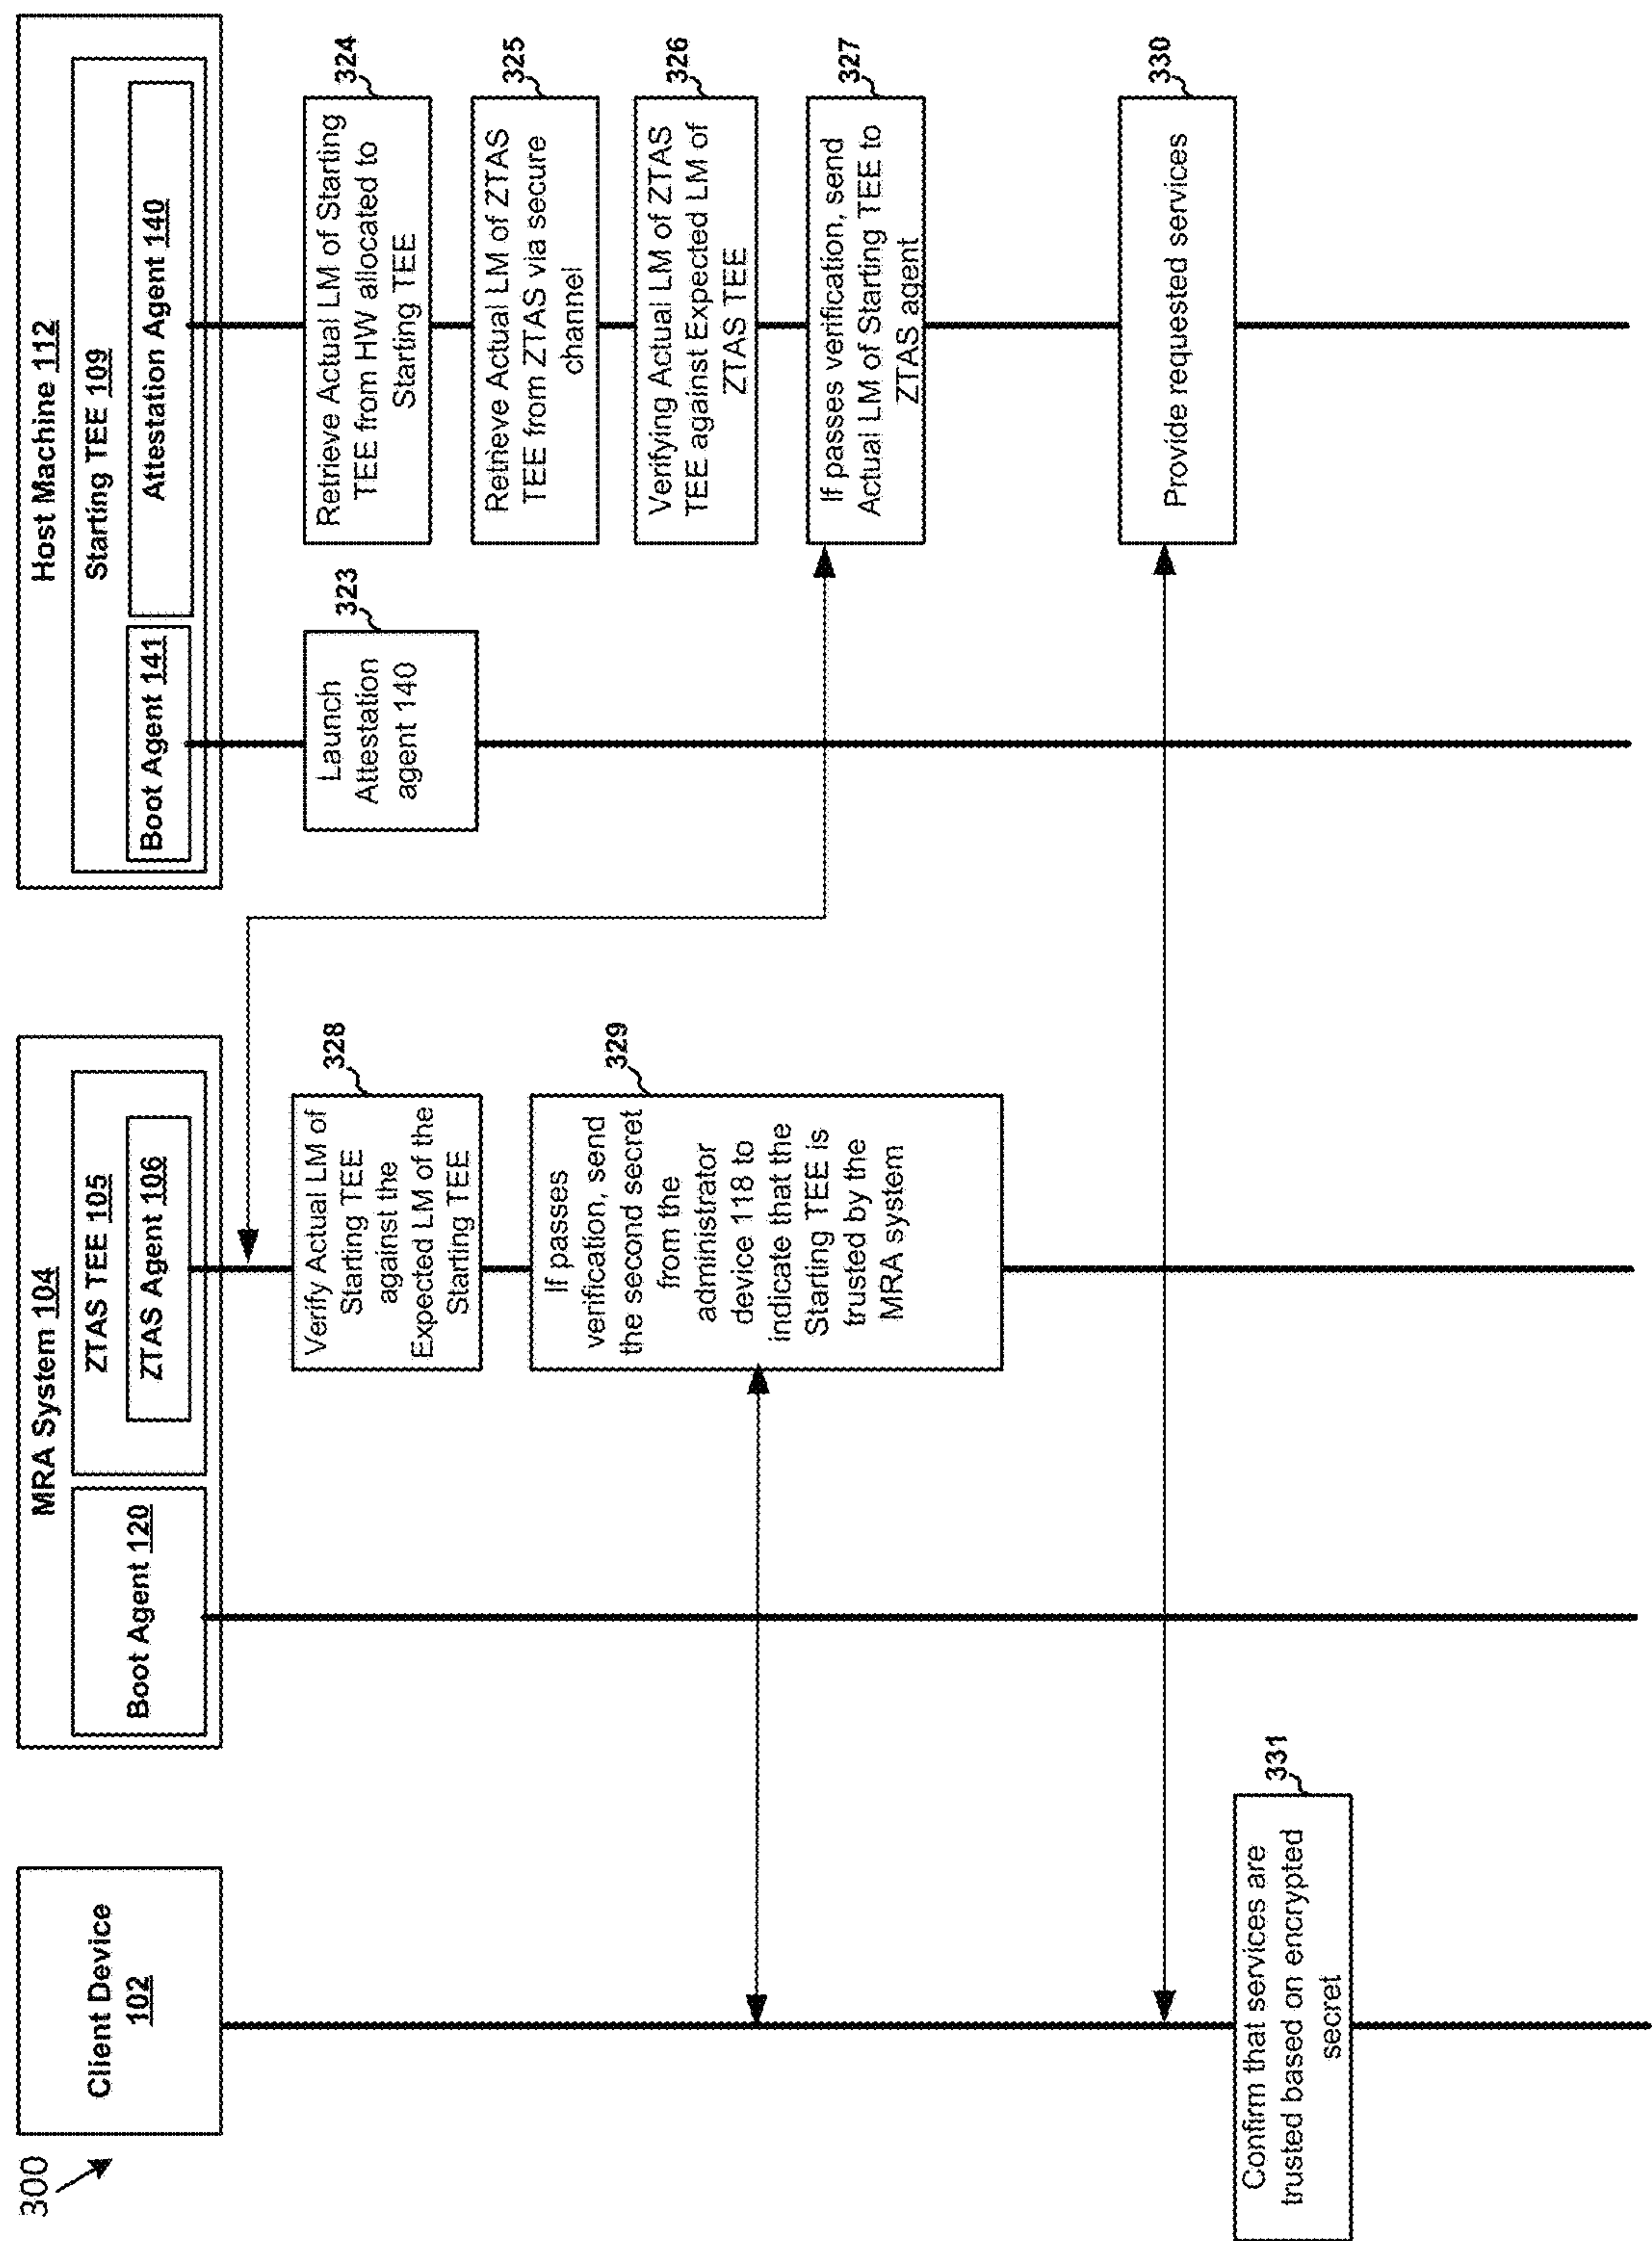 300
Client Device
102
MRA System 104
Boot Agent 120
ZTAS TEE 105
ZTAS Agent 106
Host Machine 112
Starting TEE 109
Boot Agent 141
Attestation Agent 140
323
Launch
Attestation
agent 140
324
Retrieve Actual LM of Starting
TEE from HW allocated to
Starting TEE
325
Retrieve Actual LM of ZTAS
TEE from ZTAS via secure
channel
326
Verifying Actual LM of ZTAS
TEE against Expected LM of
ZTAS TEE
327
If passes verification, send
Actual LM of Starting TEE to
ZTAS agent
328
Verify Actual LM of
Starting TEE
against the
Expected LM of the
Starting TEE
329
If passes
verification, send
the second secret
from the
administrator
device 118 to
indicate that the
Starting TEE is
trusted by the
MRA system
330
Provide requested services
331
Confirm that services are
trusted based on encrypted
secret